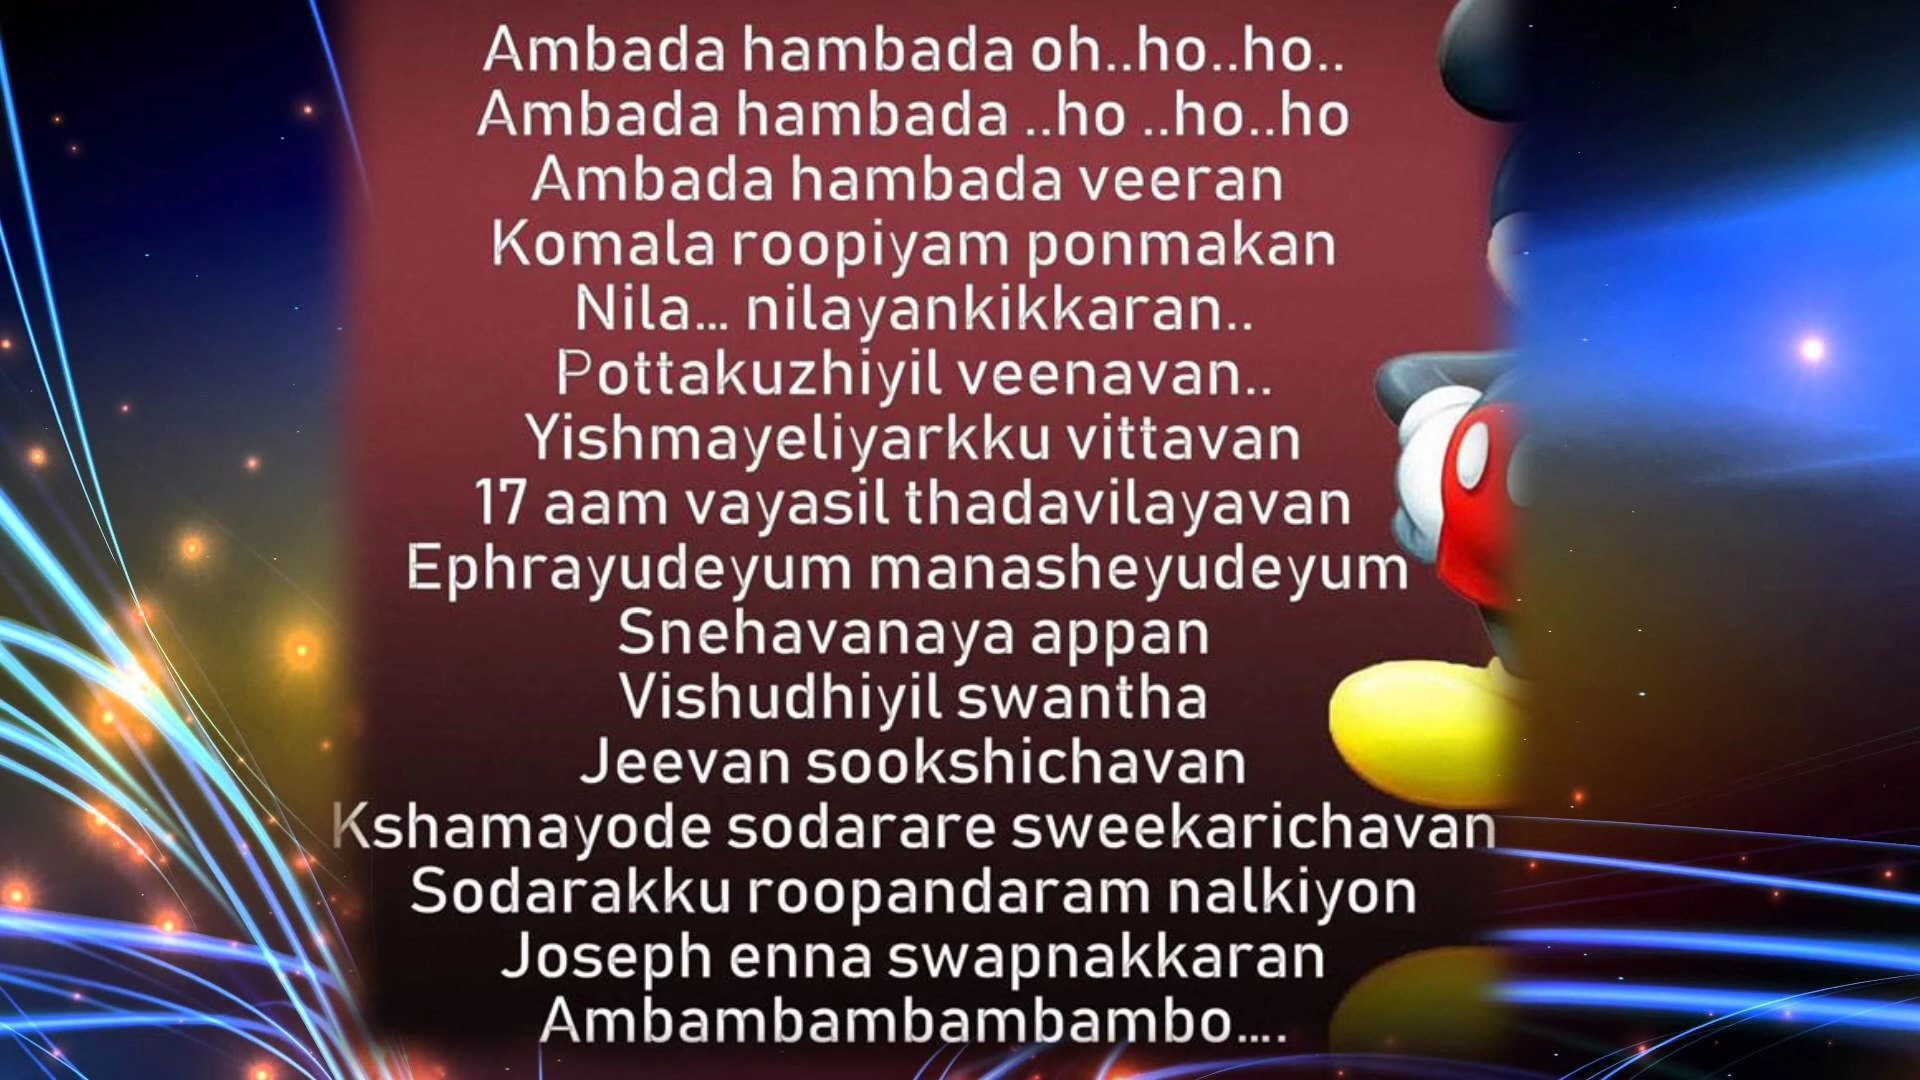 Ambada hambada oh..ho..ho..
Ambada hambada ..ho ..ho..ho
Ambada hambada veeran
Komala roopiyam ponmakan
Nila... nilayankikkaran..
Pottakuzhiyil veenavan..
Yishmayeliyarkku vittavan
17 aam vayasil thadavilayavan
Ephrayudeyum manasheyudeyum
Snehavanaya appan
Vishudhiyil swantha
Jeevan sookshichavan
Kshamayode sodarare sweekarichavan
Sodarakku roopandaram nalkiyon
Joseph enna swapnakkaran
Ambambambambambo....